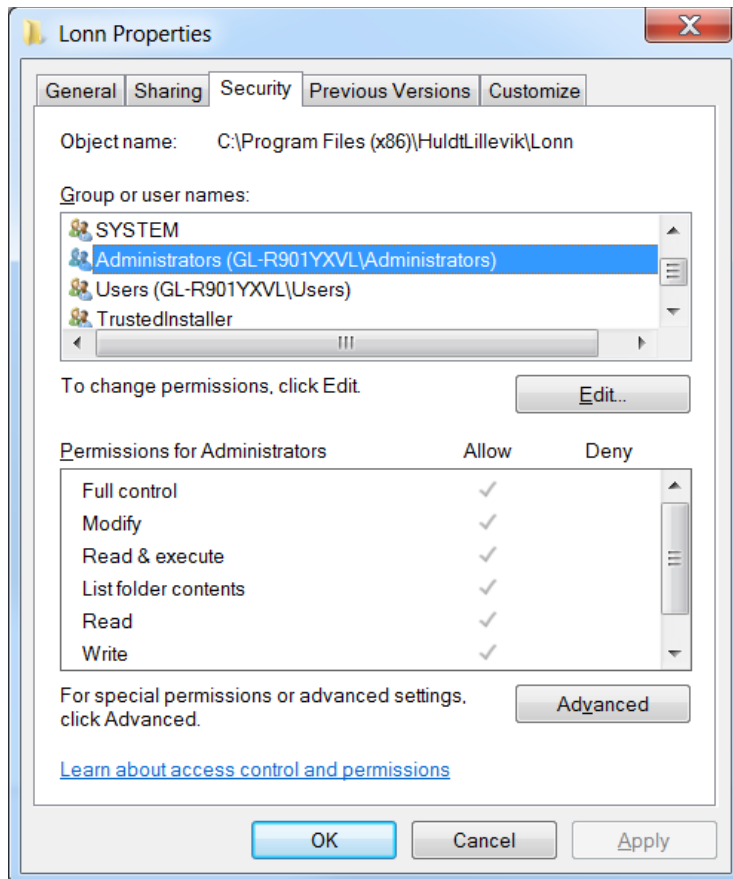 Lonn Properties
General Sharing Security Previous Versions Customize
Object name: C:\Program Files (x86)\HuldtLillevik\Lonn
Group or user names:
SYSTEM
Administrators (GL-R901YXVL\Administrators)
Users (GL-R901YXVL\Users)
TrustedInstaller
To change permissions, click Edit.
Edit...
Permissions for Administrators Allow Deny
Full control
Modify
Read & execute
List folder contents
Read
Write
For special permissions or advanced settings,
click Advanced.
Advanced
Learn about access control and permissions
OK Cancel Apply